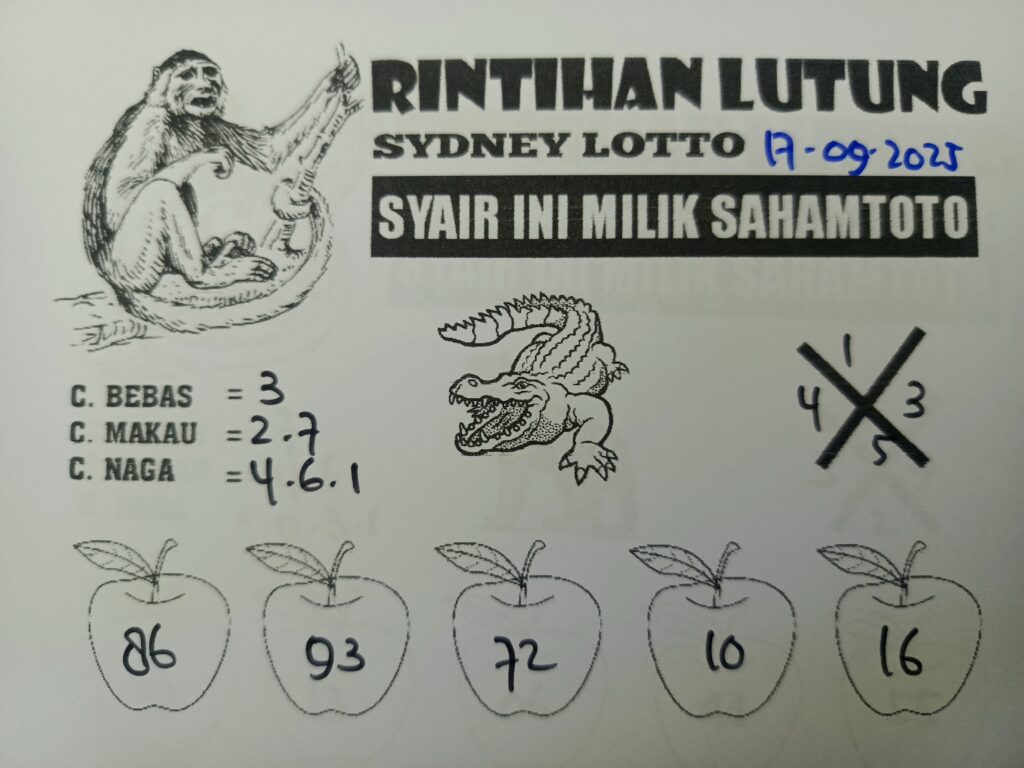 RINTIHAN LUTUNG
SYDNEY LOTTO 17-09-2025
SYAIR INI MILIK SAHAMTOTO
C. BEBAS = 3
C. MAKAU = 2.7
C. NAGA = 4.6.1
1
4 3
5
86 93 72 10 16